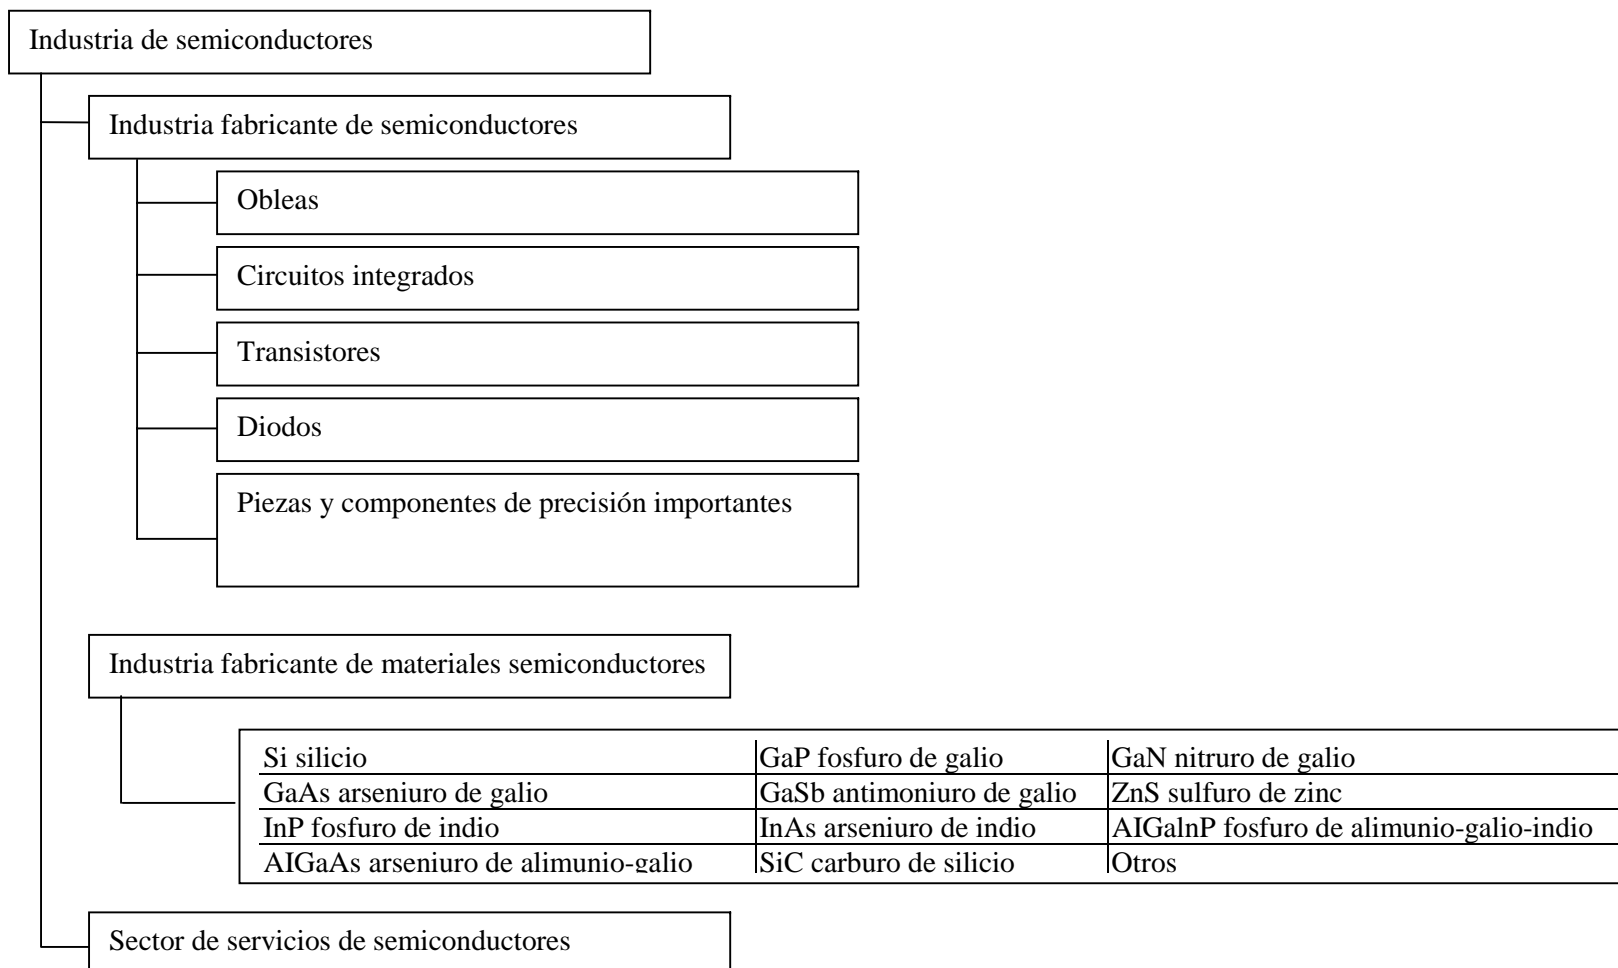 Industria de semiconductores
Industria fabricante de semiconductores
Obleas
Circuitos integrados
Transistores
Diodos
Piezas y componentes de precisión importantes
Industria fabricante de materiales semiconductores
Si silicio GaP fosfuro de galio GaN nitruro de galio
GaAs arseniuro de galio GaSb antimoniuro de galio ZnS sulfuro de zinc
InP fosfuro de indio InAs arseniuro de indio AIGalnP fosfuro de alimunio-galio-indio
AIGaAs arseniuro de alimunio-galio SiC carburo de silicio Otros
Sector de servicios de semiconductores